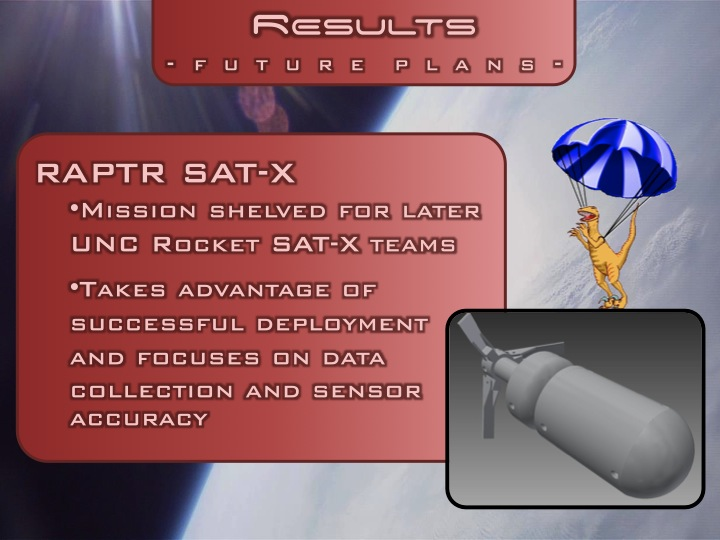 Results
- future plans -
RAPTR SAT-X
•Mission shelved for later
UNC Rocket SAT-X teams
•Takes advantage of
successful deployment
and focuses on data
collection and sensor
accuracy